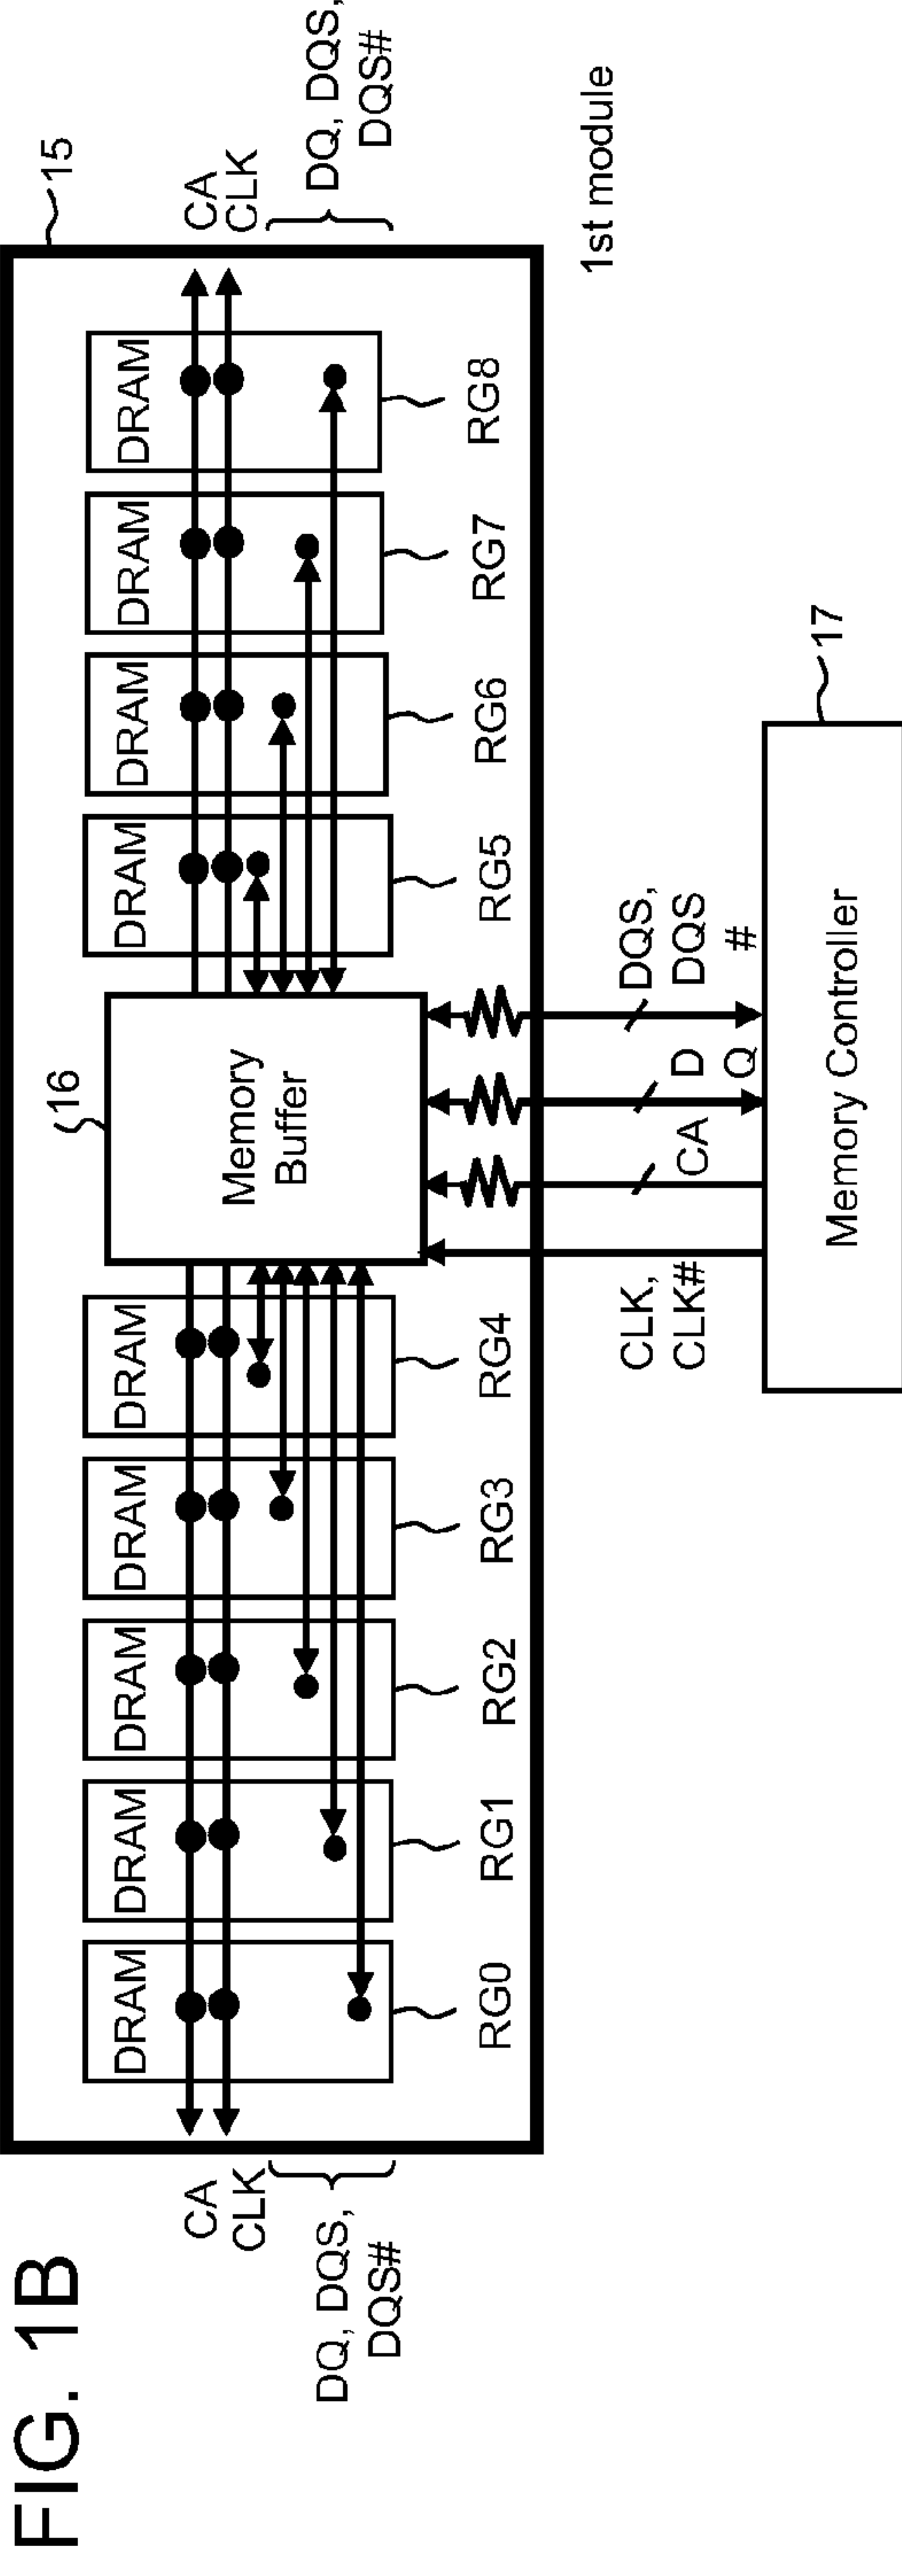 FIG. 1B
15
CA
CLK
DQ, DQS,
DQS#
DRAM
DRAM
DRAM
DRAM
DRAM
16
Memory
Buffer
DRAM
DRAM
DRAM
DRAM
CA
CLK
DQ, DQS,
DQS#
RG0
RG1
RG2
RG3
RG4
RG5
RG6
RG7
RG8
1st module
CLK,
CLK#
CA
D
Q
DQS,
DQS
#
17
Memory Controller